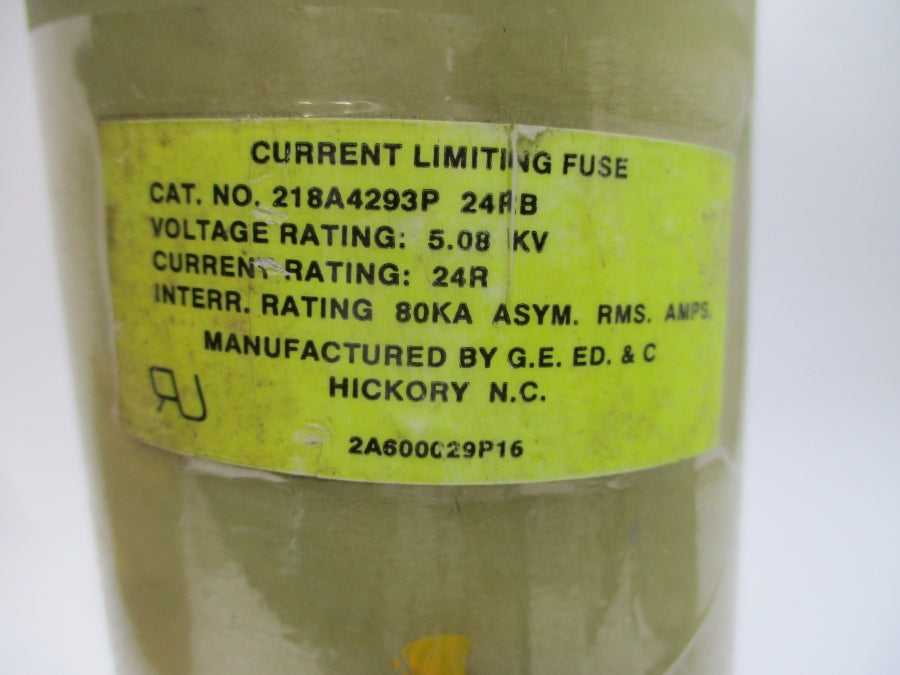 CURRENT LIMITING FUSE
CAT. NO. 218A4293P 24RB
VOLTAGE RATING: 5.08 KV
CURRENT RATING: 24R
INTERR. RATING 80KA ASYM. RMS. AMPS.
MANUFACTURED BY G.E. ED. & C
HICKORY N.C.
RU
2A600029P16